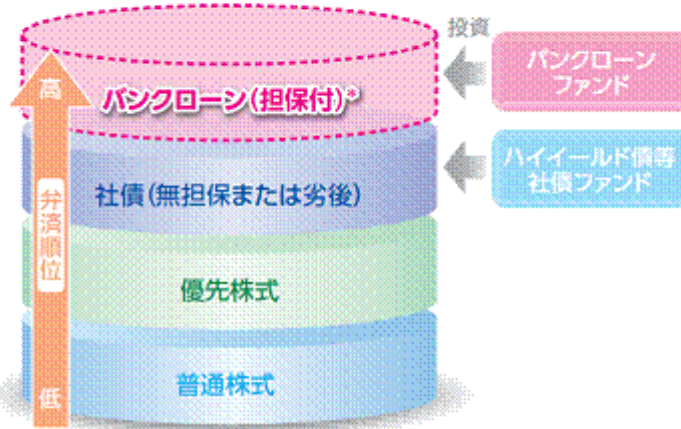 投資
バンクローン
ファンド
高
バンクローン(担保付)*
ハイイールド債等
社債ファンド
社債(無担保または劣後)
弁済順位
優先株式
普通株式
低